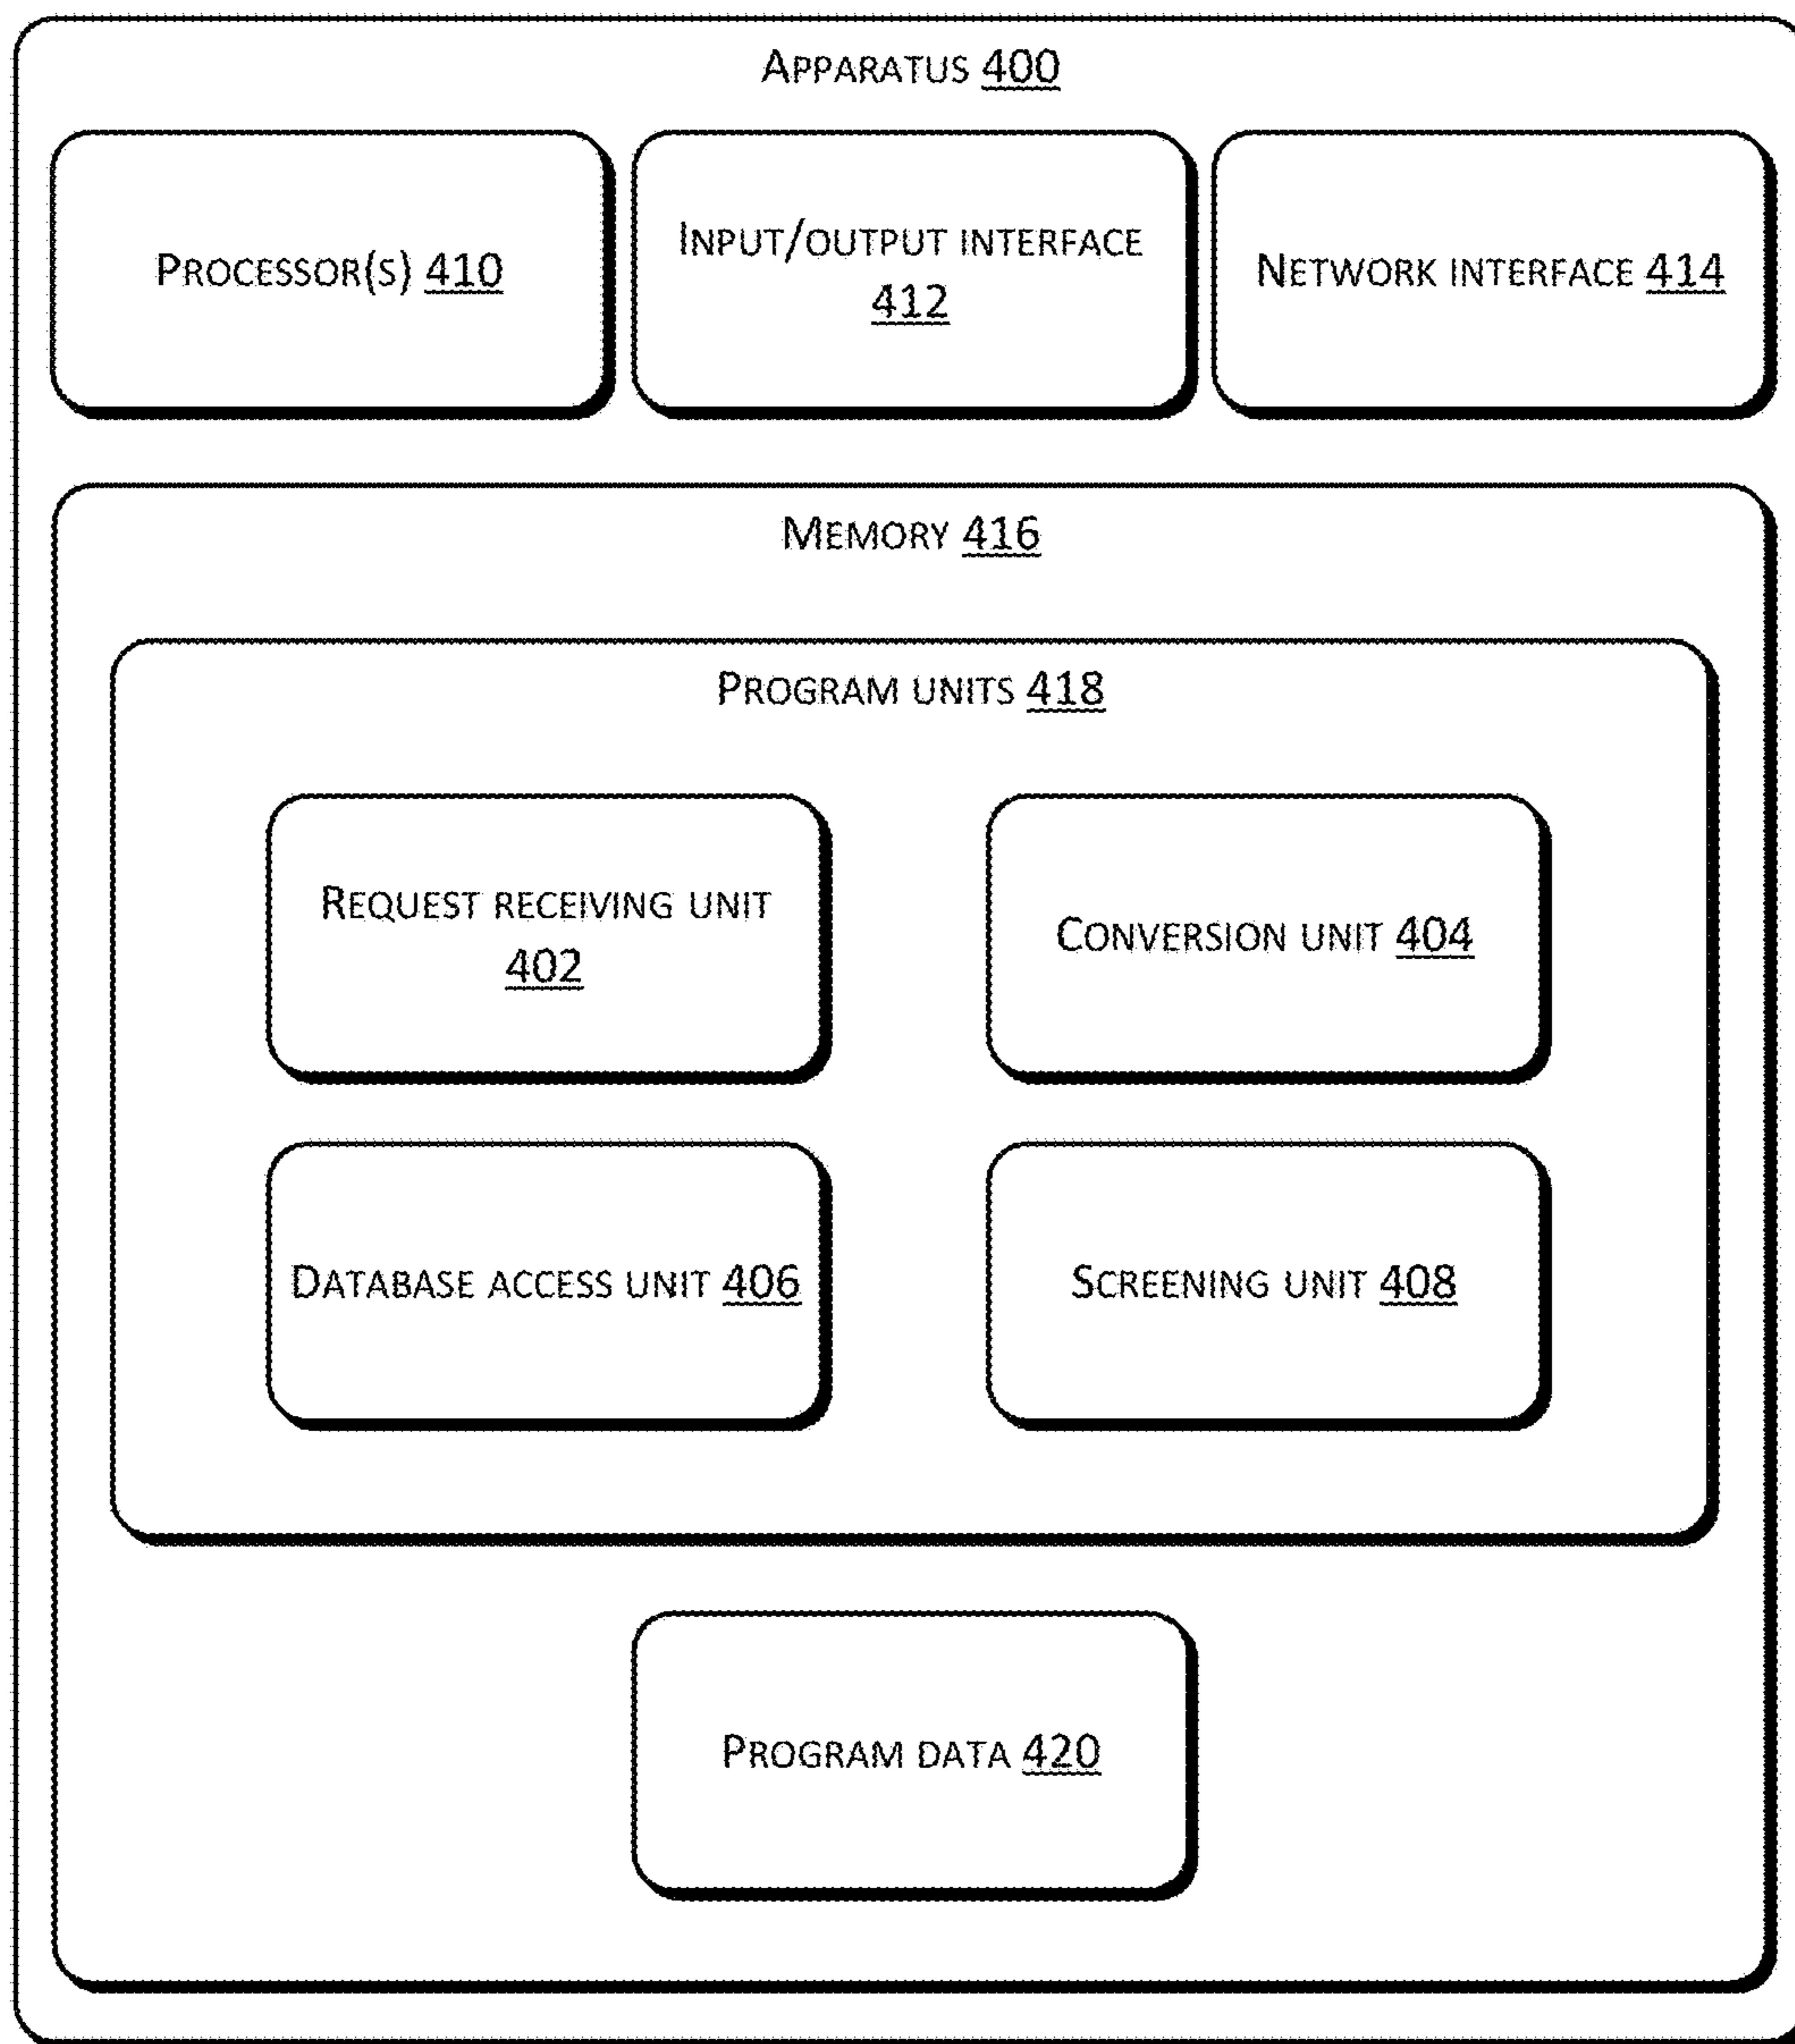 APPARATUS 400
PROCESSOR(S) 410
INPUT/OUTPUT INTERFACE
412
NETWORK INTERFACE 414
MEMORY 416
PROGRAM UNITS 418
REQUEST RECEIVING UNIT
402
CONVERSION UNIT 404
DATABASE ACCESS UNIT 406
SCREENING UNIT 408
PROGRAM DATA 420